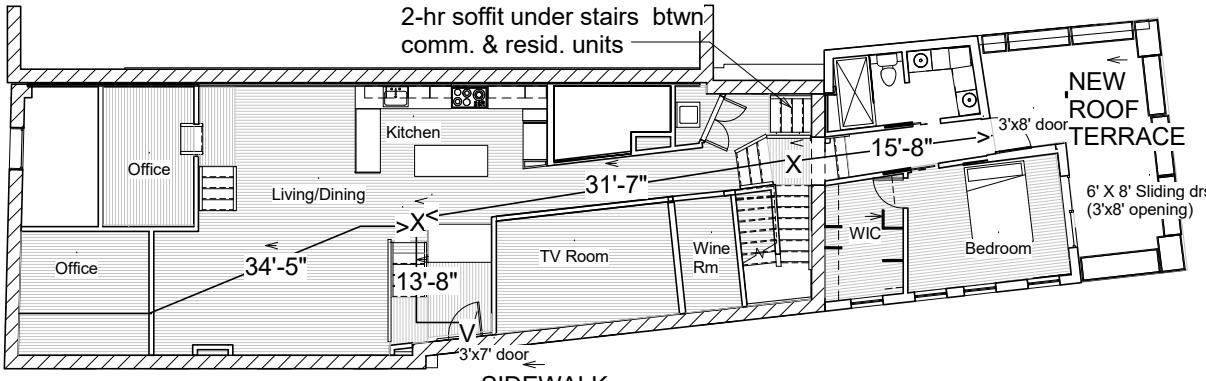 2-hr soffit under stairs btwn
comm. & resid. units
NEW
ROOF
TERRACE
3'x8' door
Kitchen
15'-8"
X
Office
31'-7"
Living/Dining
6' X 8' Sliding drs
(3'x8' opening)
X
WIC
Bedroom
TV Room
Wine
Rm
Office
34'-5"
13'-8"
V
3'x7' door
SIDEWALK